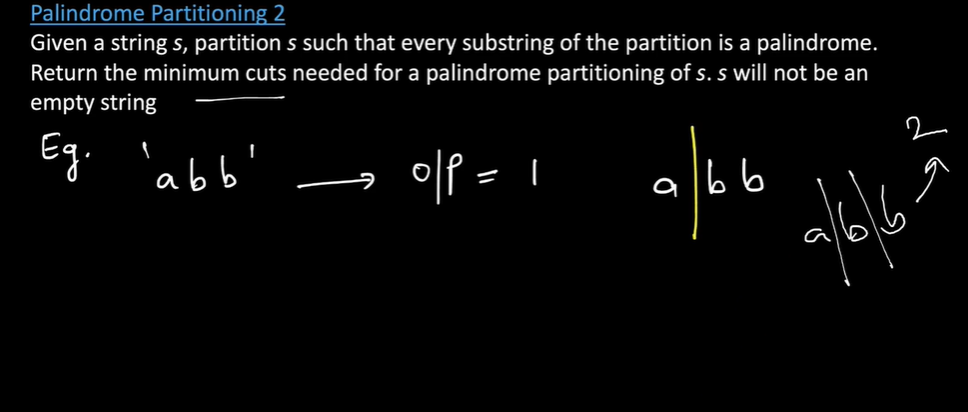 Palindrome Partitioning 2
Given a string s, partition s such that every substring of the partition is a palindrome.
Return the minimum cuts needed for a palindrome partitioning of s. s will not be an
empty string
Eg. 'abb' → o/p = 1 a|bb a/b\b → 2